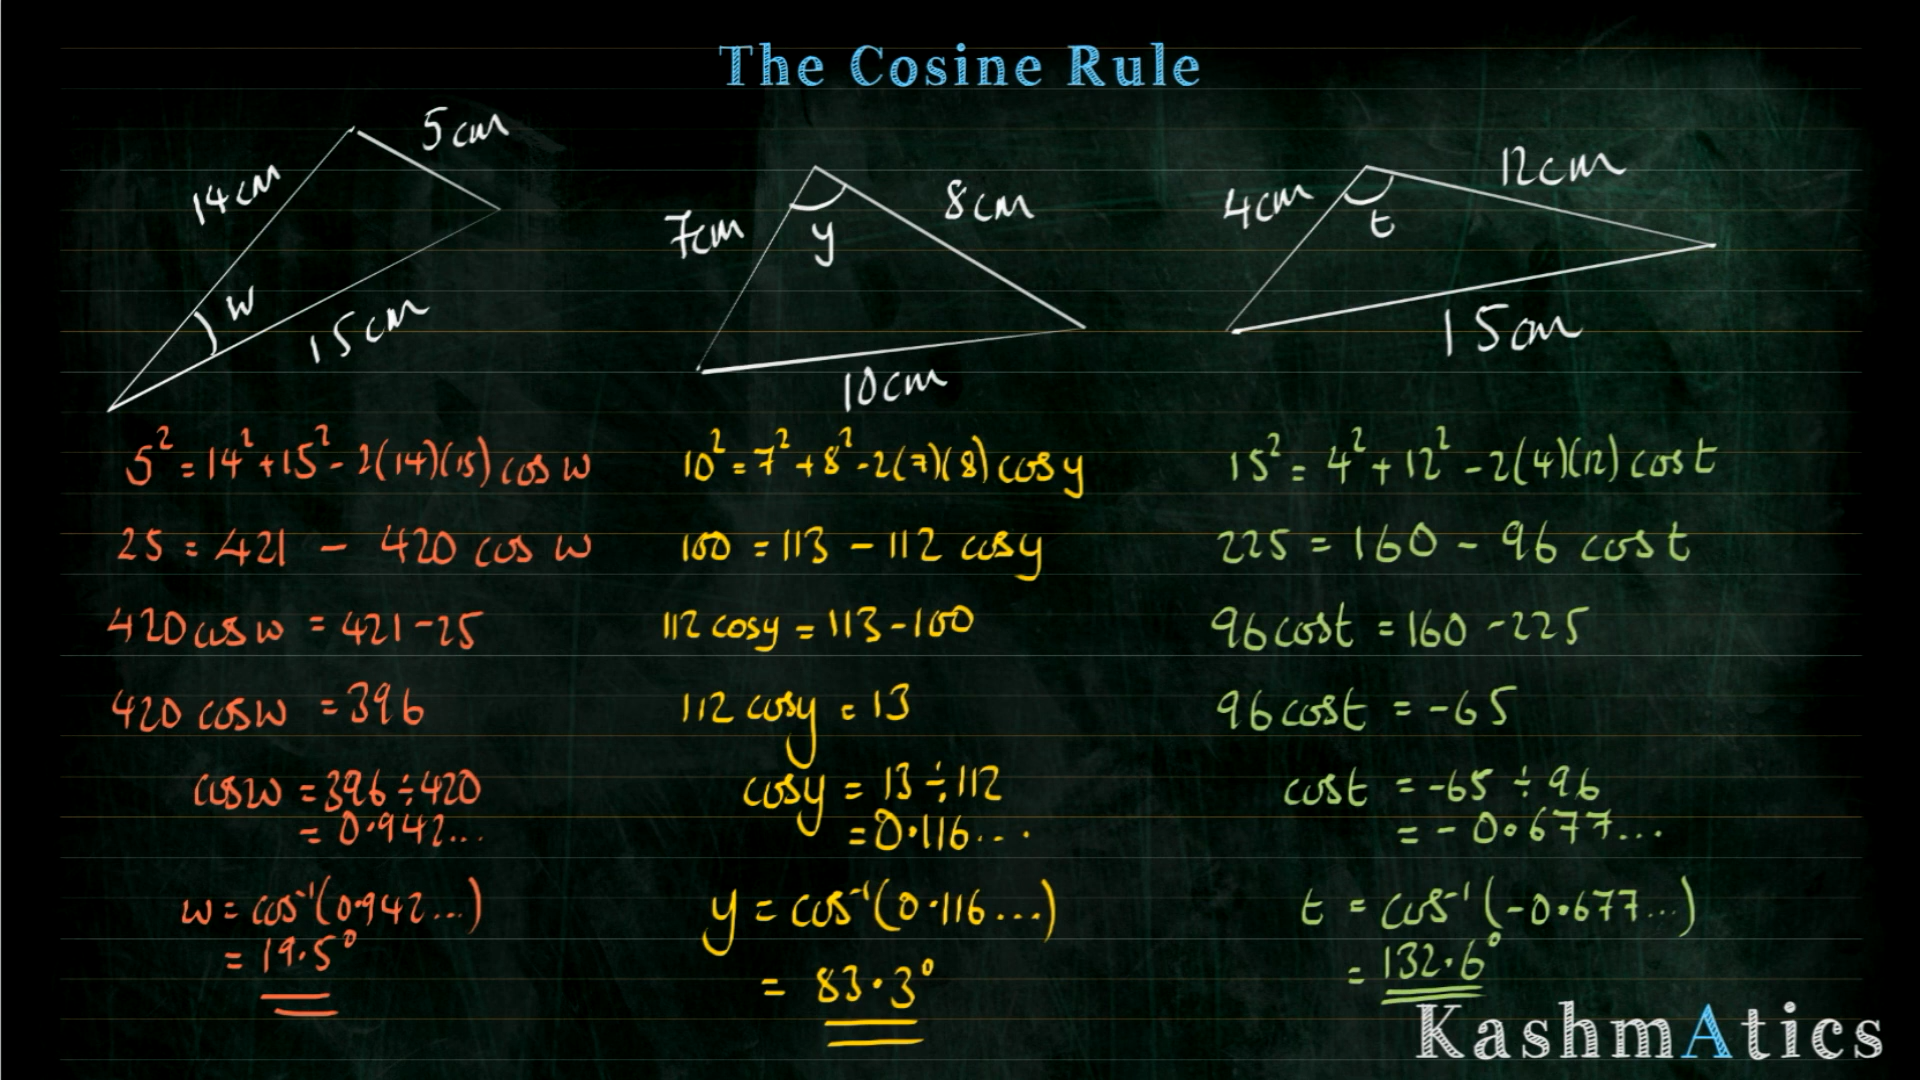 The Cosine Rule
14cm
5cm
w
15cm
7cm
y
8cm
10cm
4cm
t
12cm
15cm
5² = 14² + 15² - 2(14)(15) cos w
25 = 421 - 420 cos w
420 cos w = 421 - 25
420 cos w = 396
cos w = 396 ÷ 420
= 0.942...
w = cos⁻¹(0.942...)
= 19.5°
10² = 7² + 8² - 2(7)(8) cos y
100 = 113 - 112 cos y
112 cos y = 113 - 100
112 cos y = 13
cos y = 13 ÷ 112
= 0.116...
y = cos⁻¹(0.116...)
= 83.3°
15² = 4² + 12² - 2(4)(12) cos t
225 = 160 - 96 cos t
96 cos t = 160 - 225
96 cos t = -65
cos t = -65 ÷ 96
= -0.677...
t = cos⁻¹(-0.677...)
= 132.6°
KashmAtics